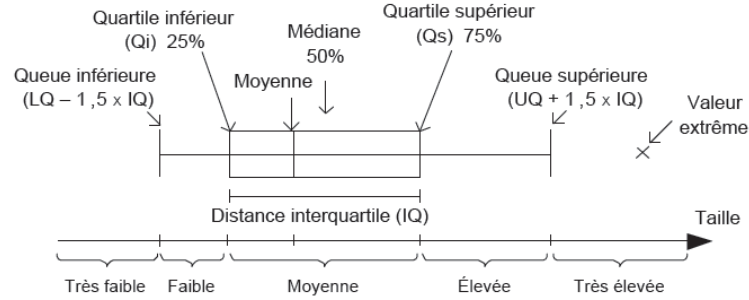 Quartile inférieur
(Qi) 25%
Médiane
50%
Quartile supérieur
(Qs) 75%
Queue inférieure
(LQ – 1 ,5 x IQ)
Moyenne
Queue supérieure
(UQ + 1 ,5 x IQ)
Valeur
extrême
Distance interquartile (IQ)
Taille
Très faible
Faible
Moyenne
Élevée
Très élevée